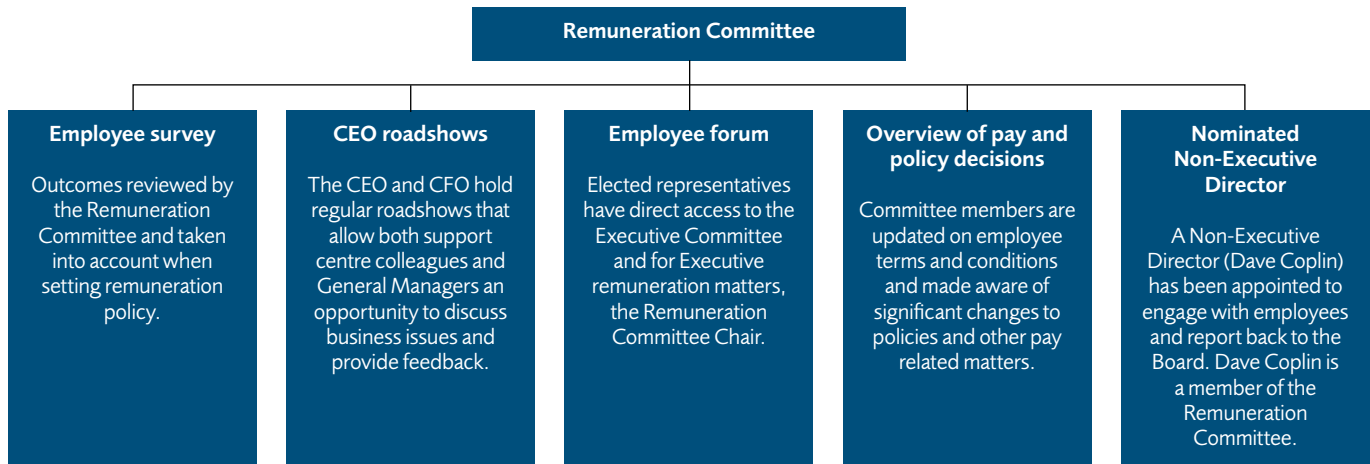 Remuneration Committee
Employee survey
Outcomes reviewed by
the Remuneration
Committee and taken
into account when
setting remuneration
policy.
CEO roadshows
The CEO and CFO hold
regular roadshows that
allow both support
centre colleagues and
General Managers an
opportunity to discuss
business issues and
provide feedback.
Employee forum
Elected representatives
have direct access to the
Executive Committee
and for Executive
remuneration matters,
the Remuneration
Committee Chair.
Overview of pay and
policy decisions
Committee members are
updated on employee
terms and conditions
and made aware of
significant changes to
policies and other pay
related matters.
Nominated
Non-Executive
Director
A Non-Executive
Director (Dave Coplin)
has been appointed to
engage with employees
and report back to the
Board. Dave Coplin is
a member of the
Remuneration
Committee.